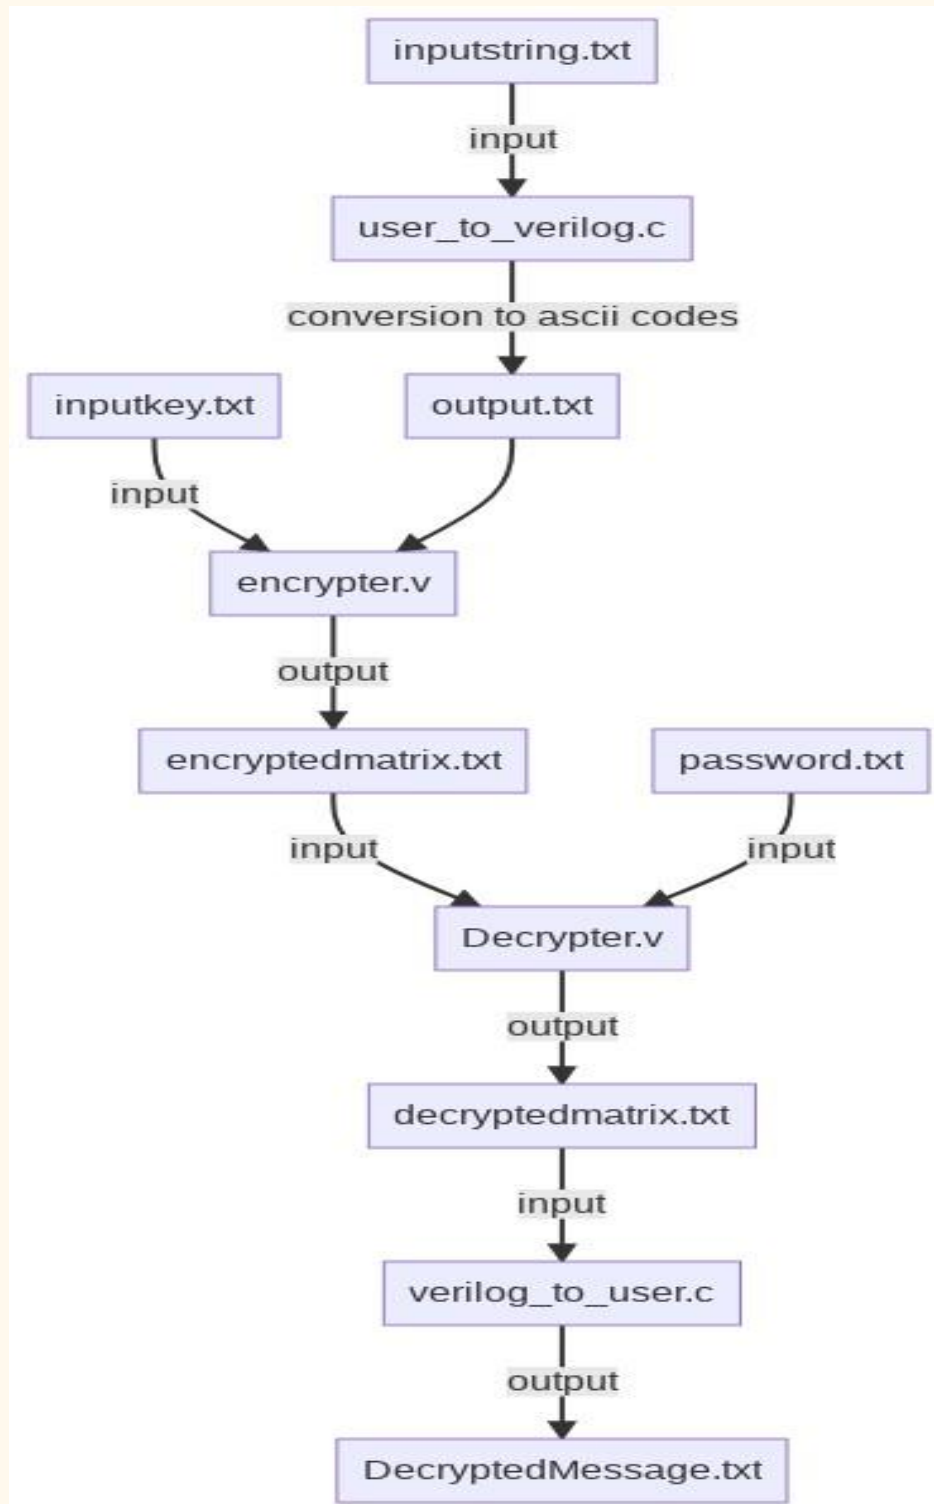 inputstring.txt
input
user_to_verilog.c
conversion to ascii codes
inputkey.txt
output.txt
input
encrypter.v
output
encryptedmatrix.txt
password.txt
input
input
Decrypter.v
output
decryptedmatrix.txt
input
verilog_to_user.c
output
DecryptedMessage.txt